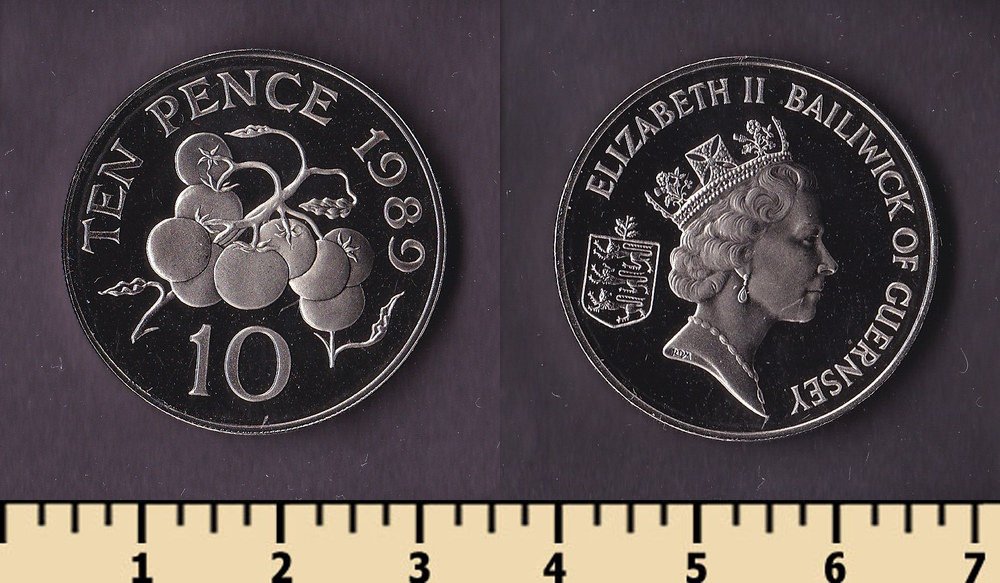 TEN PENCE 1989
10
ELIZABETH II BAILIWICK OF GUERNSEY
RDM
1 2 3 4 5 6 7